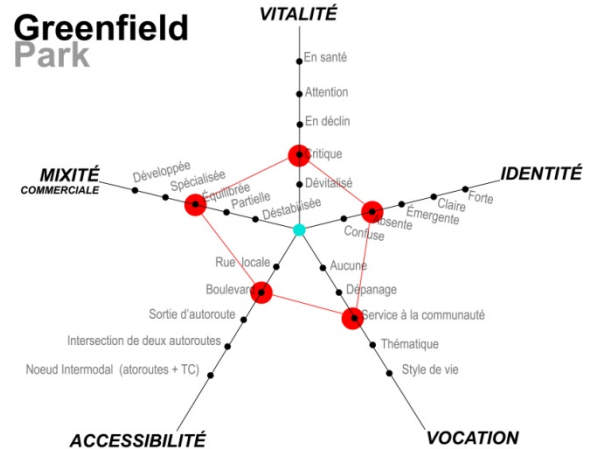 Greenfield
Park
VITALITÉ
En santé
Attention
En déclin
Critique
Dévitalisé
IDENTITÉ
Forte
Claire
Émergente
Absente
Confuse
MIXITÉ
COMMERCIALE
Développée
Spécialisée
Équilibrée
Partielle
Déstabilisée
Rue locale
Boulevard
Sortie d'autoroute
Intersection de deux autoroutes
Noeud Intermodal (atoroutes + TC)
ACCESSIBILITÉ
Aucune
Dépanage
Service à la communauté
Thématique
Style de vie
VOCATION